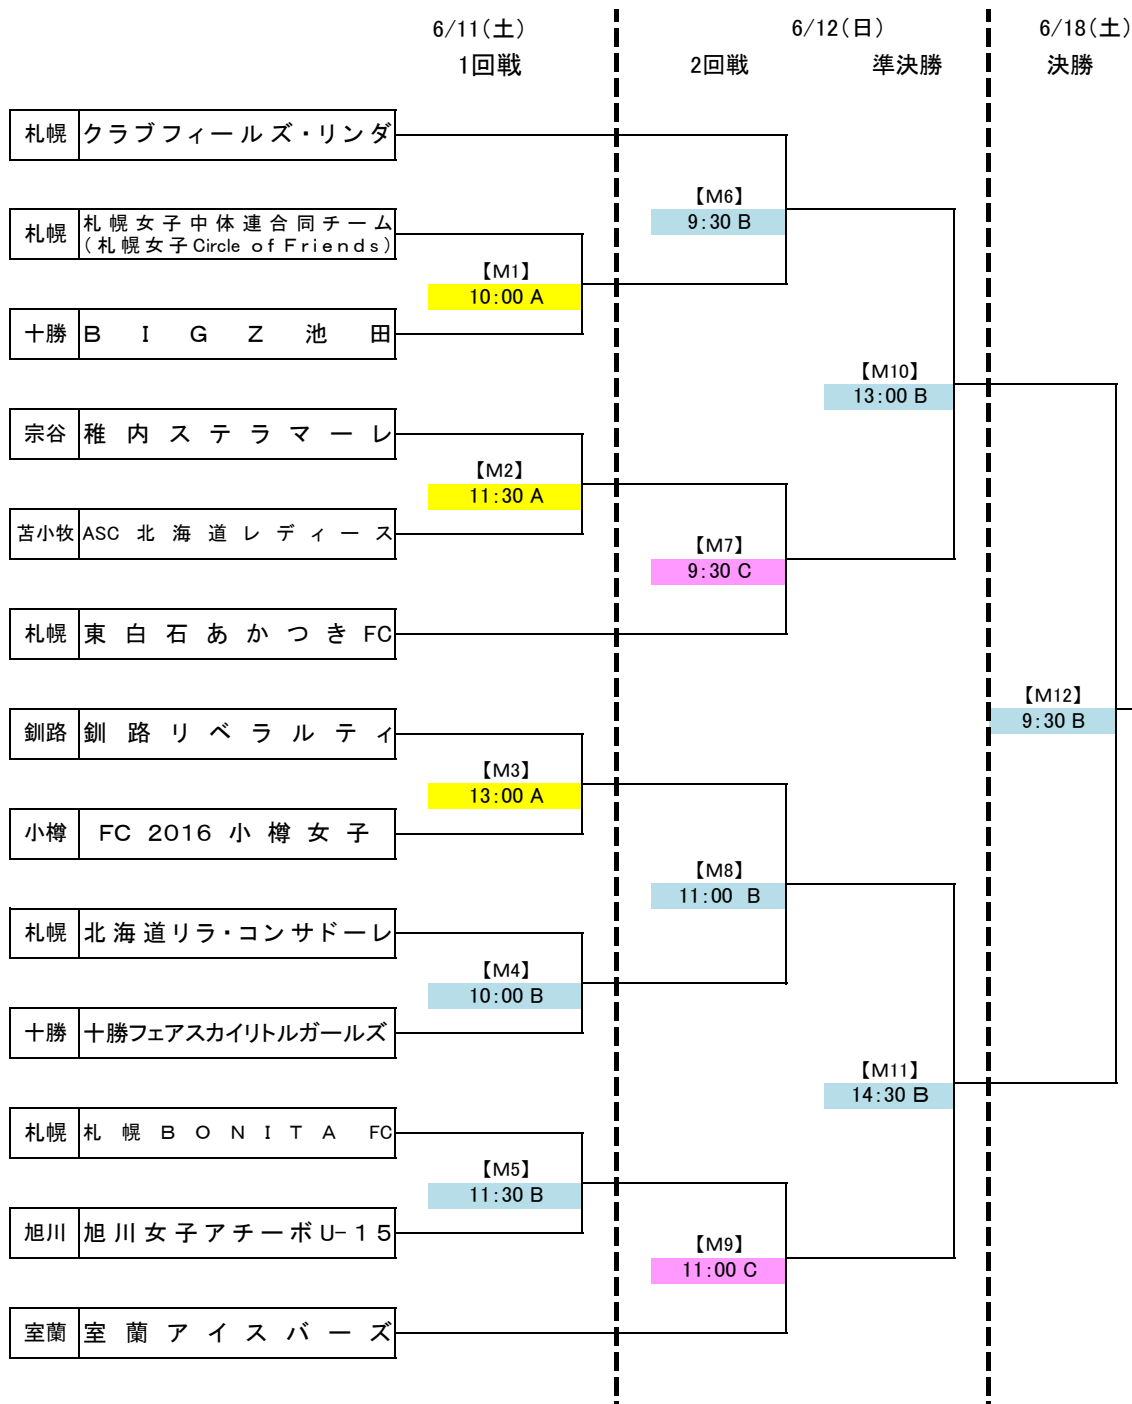 6/11(土)
6/12(日)
6/18(土)
1回戦
2回戦
準決勝
決勝
札幌 クラブフィールズ・リンダ
【M6】
9:30 B
札幌 札幌女子中体連合同チーム
(札幌女子Circle of Friends)
【M1】
10:00 A
十勝 BIGZ池田
【M10】
13:00 B
宗谷 稚内ステラマーレ
【M2】
11:30 A
苫小牧 ASC北海道レディース
【M7】
9:30 C
札幌 東白石あかつきFC
【M12】
9:30 B
釧路 釧路リベラルティ
【M3】
13:00 A
小樽 FC 2016 小樽女子
【M8】
11:00 B
札幌 北海道リラ・コンサドーレ
【M4】
10:00 B
十勝 十勝フェアスカイリトルガールズ
【M11】
14:30 B
札幌 札幌BONITA FC
【M5】
11:30 B
旭川 旭川女子アチーボU-15
【M9】
11:00 C
室蘭 室蘭アイスバーズ